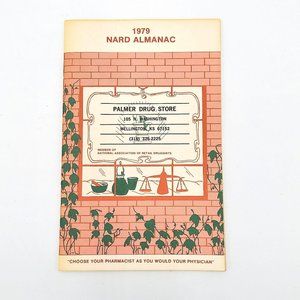 1979
NARD ALMANAC
PALMER DRUG STORE
105 N. WASHINGTON
WELLINGTON, KS 67152
(316) 326-2225
MEMBER OF
NATIONAL ASSOCIATION OF RETAIL DRUGGISTS
"CHOOSE YOUR PHARMACIST AS YOU WOULD YOUR PHYSICIAN"